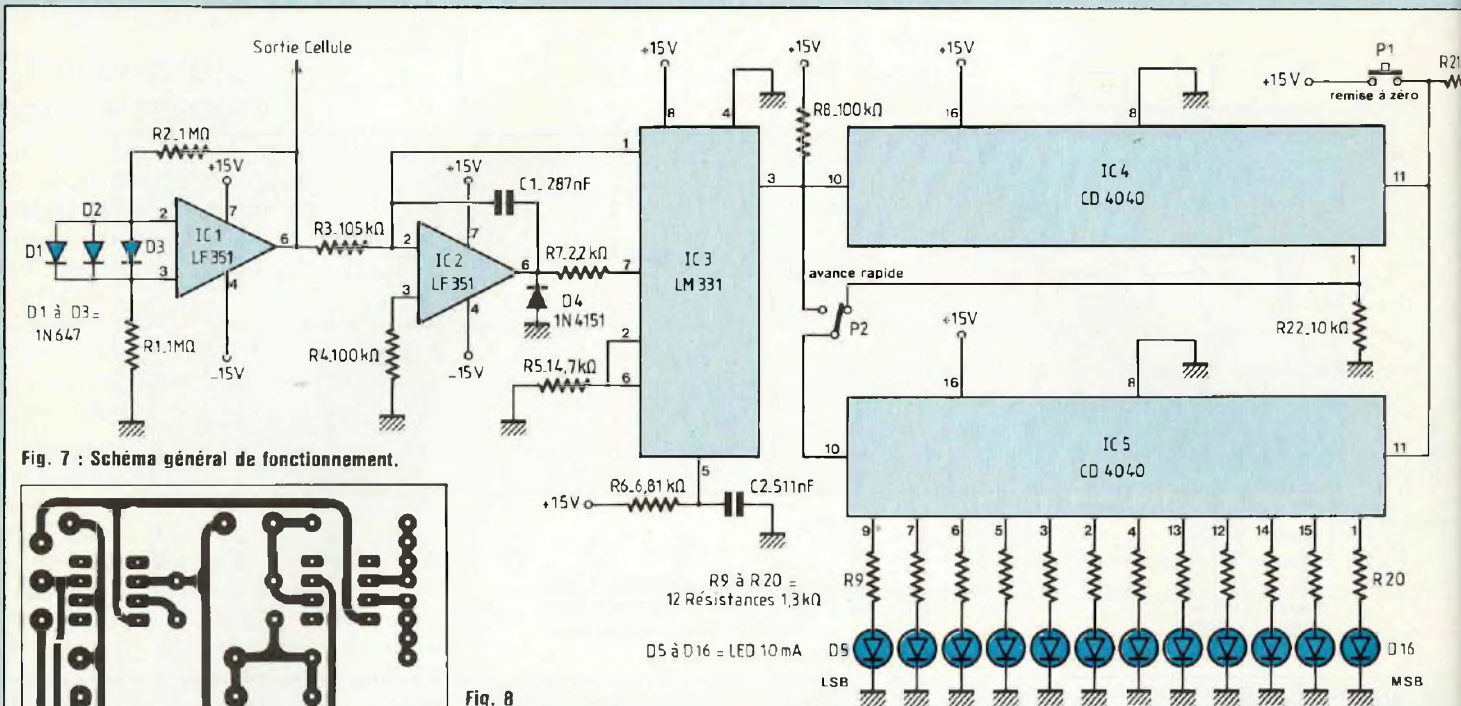 Sortie Cellule
R2_1MΩ
+15V
D2
D1
D3
2
3
7
6
4
IC1
LF351
D1 à D3=
1N647
R1_1MΩ
_15V
R3_105kΩ
+15V
C1_287nF
2
3
7
6
4
IC2
LF351
R4_100kΩ
_15V
R7_2,2kΩ
D4
1N4151
R5_14,7kΩ
+15V
8
4
1
7
2
6
3
5
IC3
LM331
R6_6,81kΩ
+15V
C2_511nF
+15V
R8_100kΩ
avance rapide
P2
+15V
16
8
10
11
1
IC4
CD 4040
P1
+15V
remise à zéro
R21
R22_10kΩ
+15V
16
8
10
11
IC5
CD 4040
9 7 6 5 3 2 4 13 12 14 15 1
R9
R20
R9 à R20 =
12 Résistances 1,3kΩ
D5 à D16 = LED 10mA
D5
D16
LSB
MSB
Fig. 7 : Schéma général de fonctionnement.
Fig. 8